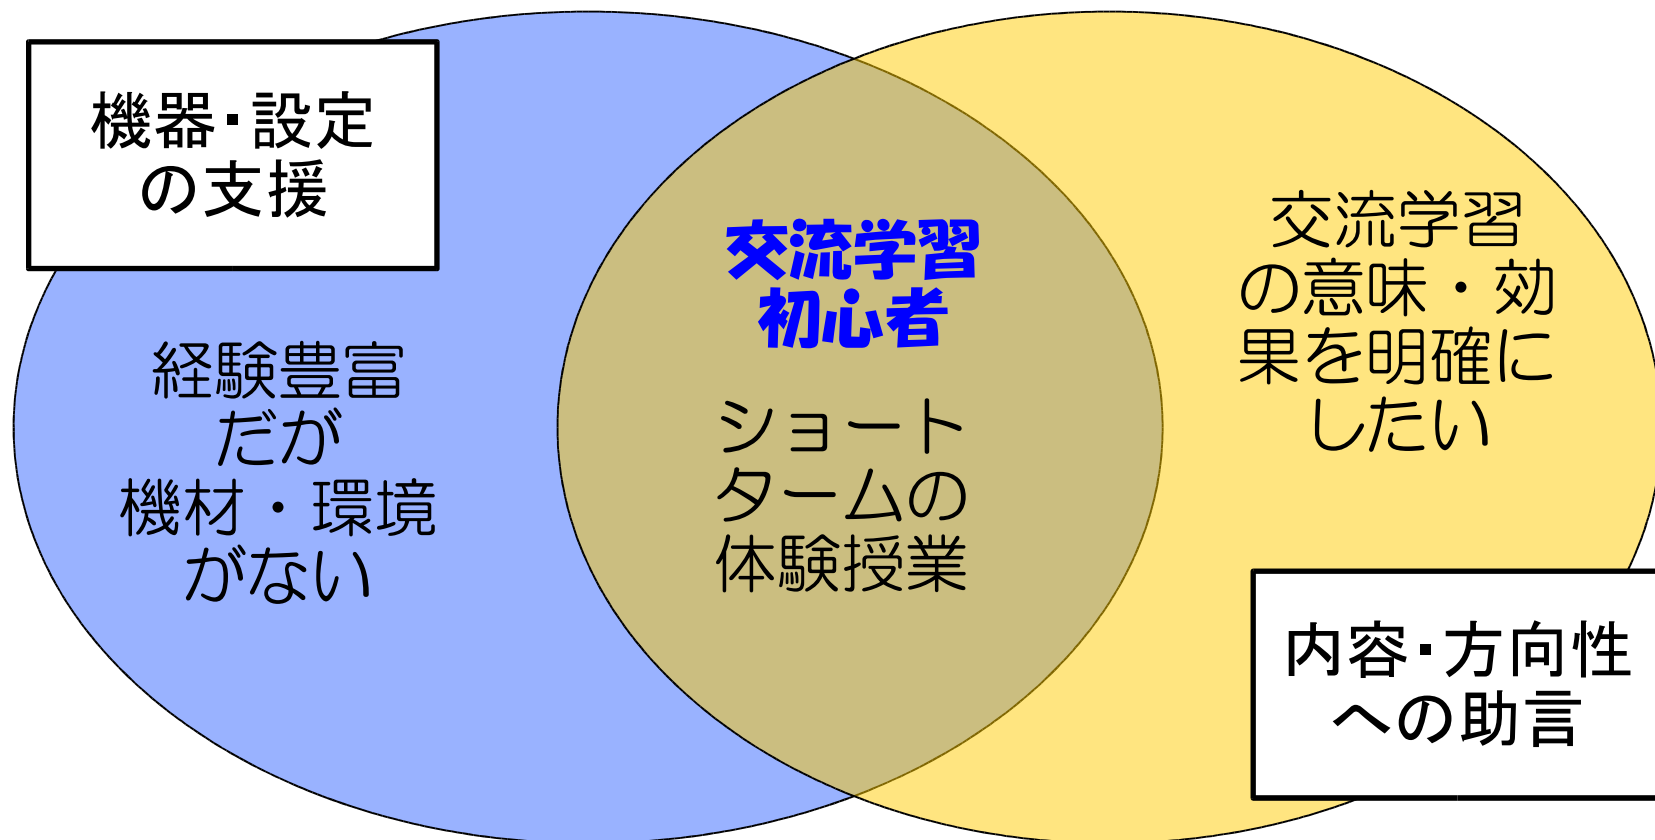 機器・設定
の支援
経験豊富
だが
機材・環境
がない
交流学習
初心者
ショート
タームの
体験授業
交流学習
の意味・効
果を明確に
したい
内容・方向性
への助言